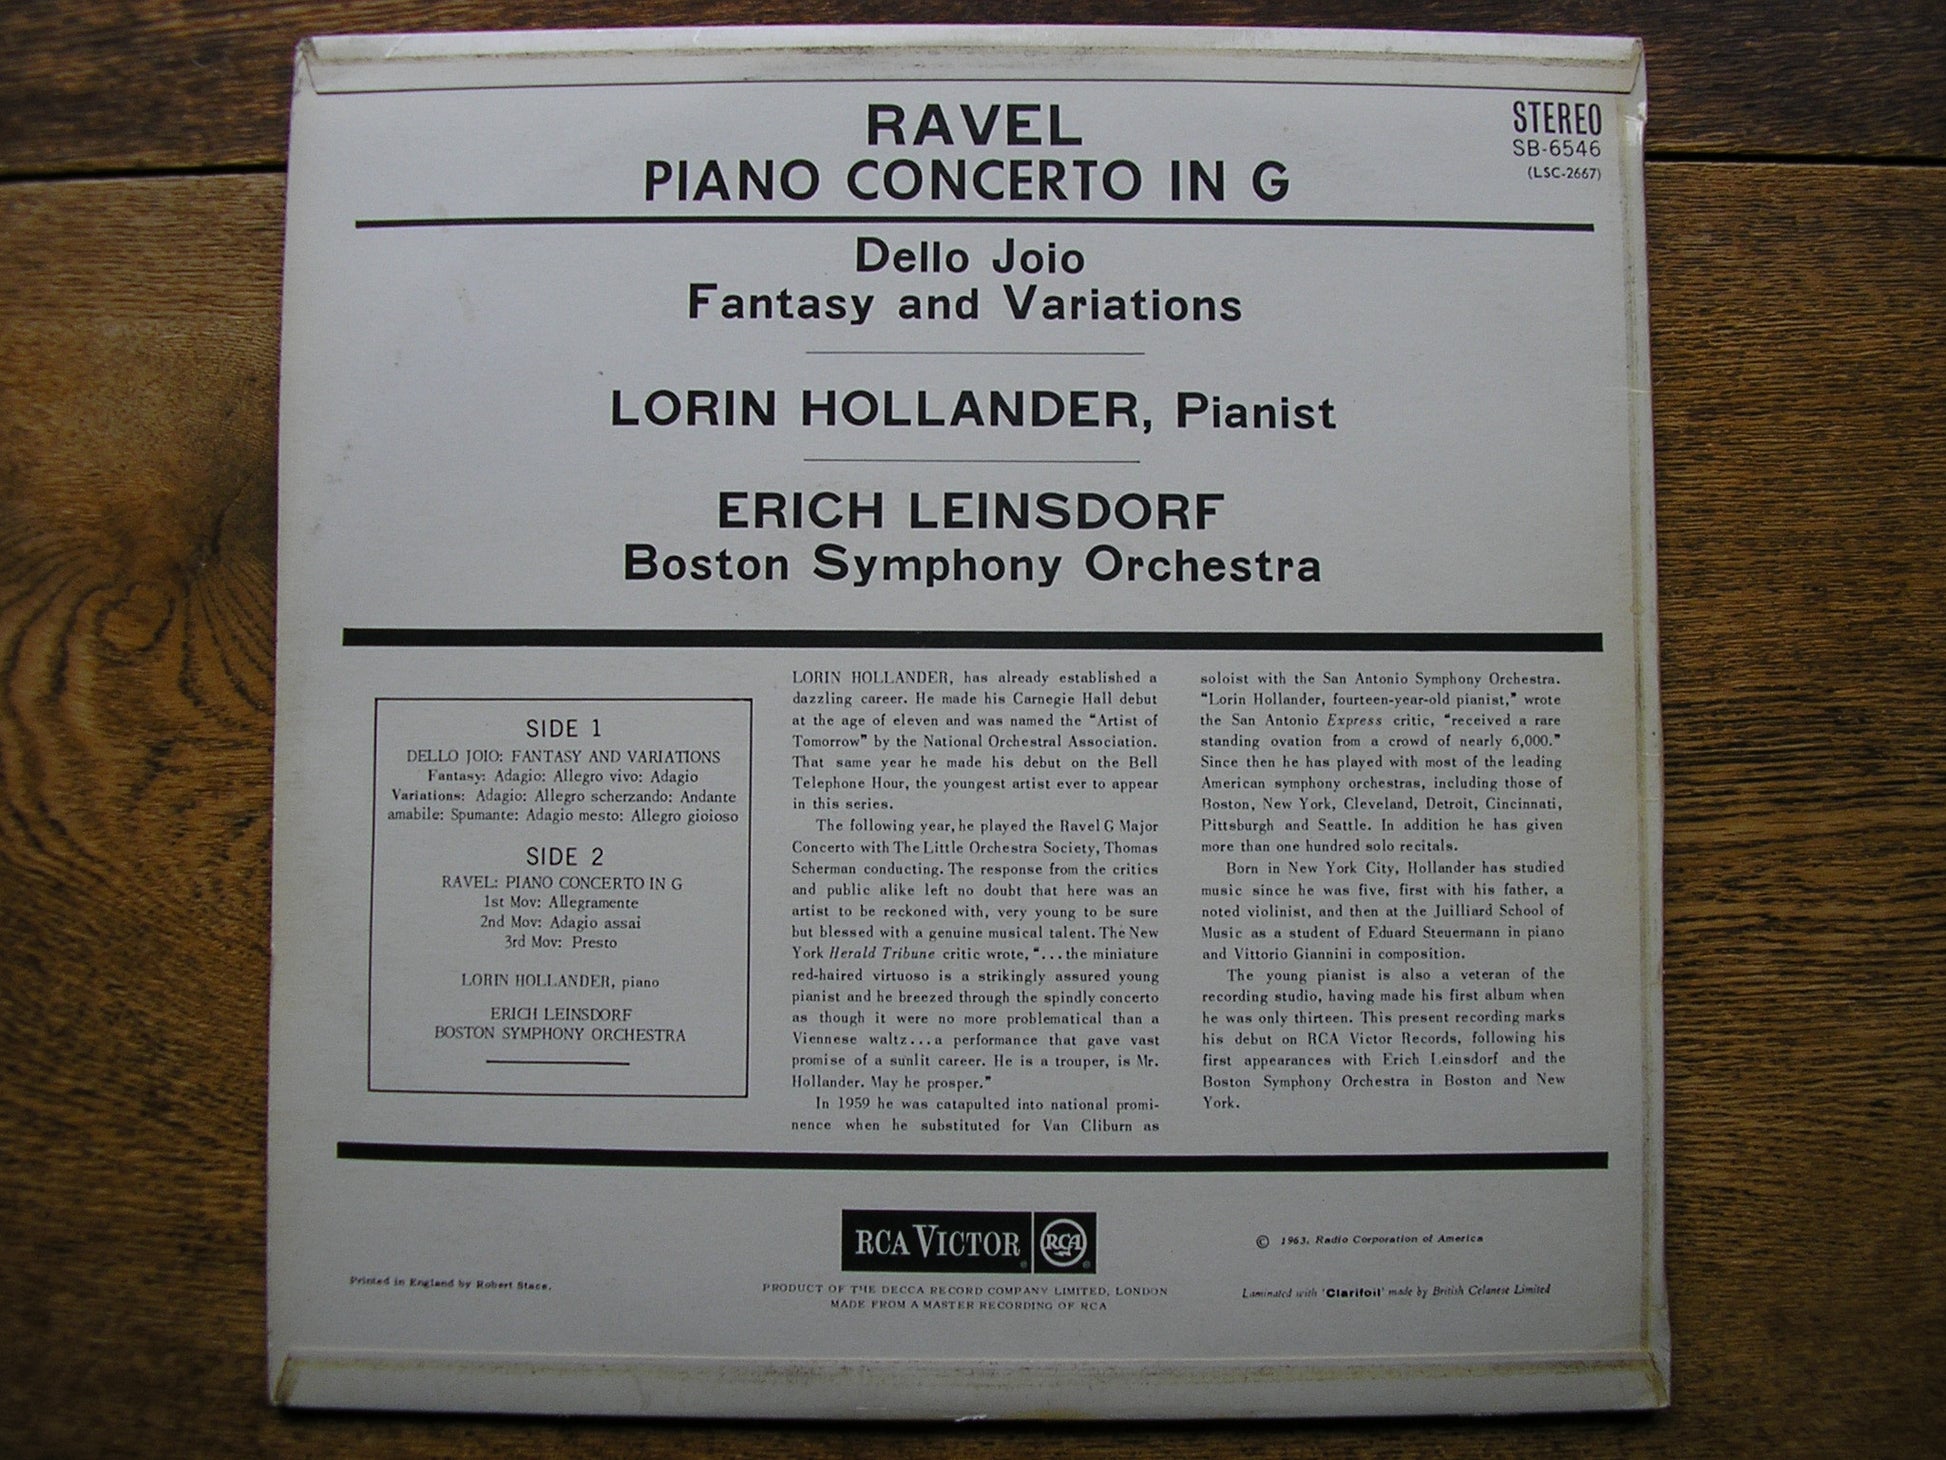 RAVEL
PIANO CONCERTO IN G
STEREO
SB-6546
(LSC-2667)
Dello Joio
Fantasy and Variations
LORIN HOLLANDER, Pianist
ERICH LEINSDORF
Boston Symphony Orchestra
SIDE 1
DELLO JOIO: FANTASY AND VARIATIONS
Fantasy: Adagio: Allegro vivo: Adagio
Variations: Adagio: Allegro scherzando: Andante
amabile: Spumante: Adagio mesto: Allegro gioioso
SIDE 2
RAVEL: PIANO CONCERTO IN G
1st Mov: Allegramente
2nd Mov: Adagio assai
3rd Mov: Presto
LORIN HOLLANDER, piano
ERICH LEINSDORF
BOSTON SYMPHONY ORCHESTRA
LORIN HOLLANDER, has already established a
dazzling career. He made his Carnegie Hall debut
at the age of eleven and was named the "Artist of
Tomorrow" by the National Orchestral Association.
That same year he made his debut on the Bell
Telephone Hour, the youngest artist ever to appear
in this series.
The following year, he played the Ravel G Major
Concerto with The Little Orchestra Society, Thomas
Scherman conducting. The response from the critics
and public alike left no doubt that here was an
artist to be reckoned with, very young to be sure
but blessed with a genuine musical talent. The New
York Herald Tribune critic wrote, "...the miniature
red-haired virtuoso is a strikingly assured young
pianist and he breezed through the spindly concerto
as though it were no more problematical than a
Viennese waltz...a performance that gave vast
promise of a sunlit career. He is a trouper, is Mr.
Hollander. May he prosper."
In 1959 he was catapulted into national promi-
nence when he substituted for Van Cliburn as
soloist with the San Antonio Symphony Orchestra.
"Lorin Hollander, fourteen-year-old pianist," wrote
the San Antonio Express critic, "received a rare
standing ovation from a crowd of nearly 6,000."
Since then he has played with most of the leading
American symphony orchestras, including those of
Boston, New York, Cleveland, Detroit, Cincinnati,
Pittsburgh and Seattle. In addition he has given
more than one hundred solo recitals.
Born in New York City, Hollander has studied
music since he was five, first with his father, a
noted violinist, and then at the Juilliard School of
Music as a student of Eduard Steuermann in piano
and Vittorio Giannini in composition.
The young pianist is also a veteran of the
recording studio, having made his first album when
he was only thirteen. This present recording marks
his debut on RCA Victor Records, following his
first appearances with Erich Leinsdorf and the
Boston Symphony Orchestra in Boston and New
York.
RCA VICTOR ® RCA ®
Printed in England by Robert Stace.
PRODUCT OF THE DECCA RECORD COMPANY LIMITED, LONDON
MADE FROM A MASTER RECORDING OF RCA
© 1963, Radio Corporation of America
Laminated with 'Clarifoil' made by British Celanese Limited